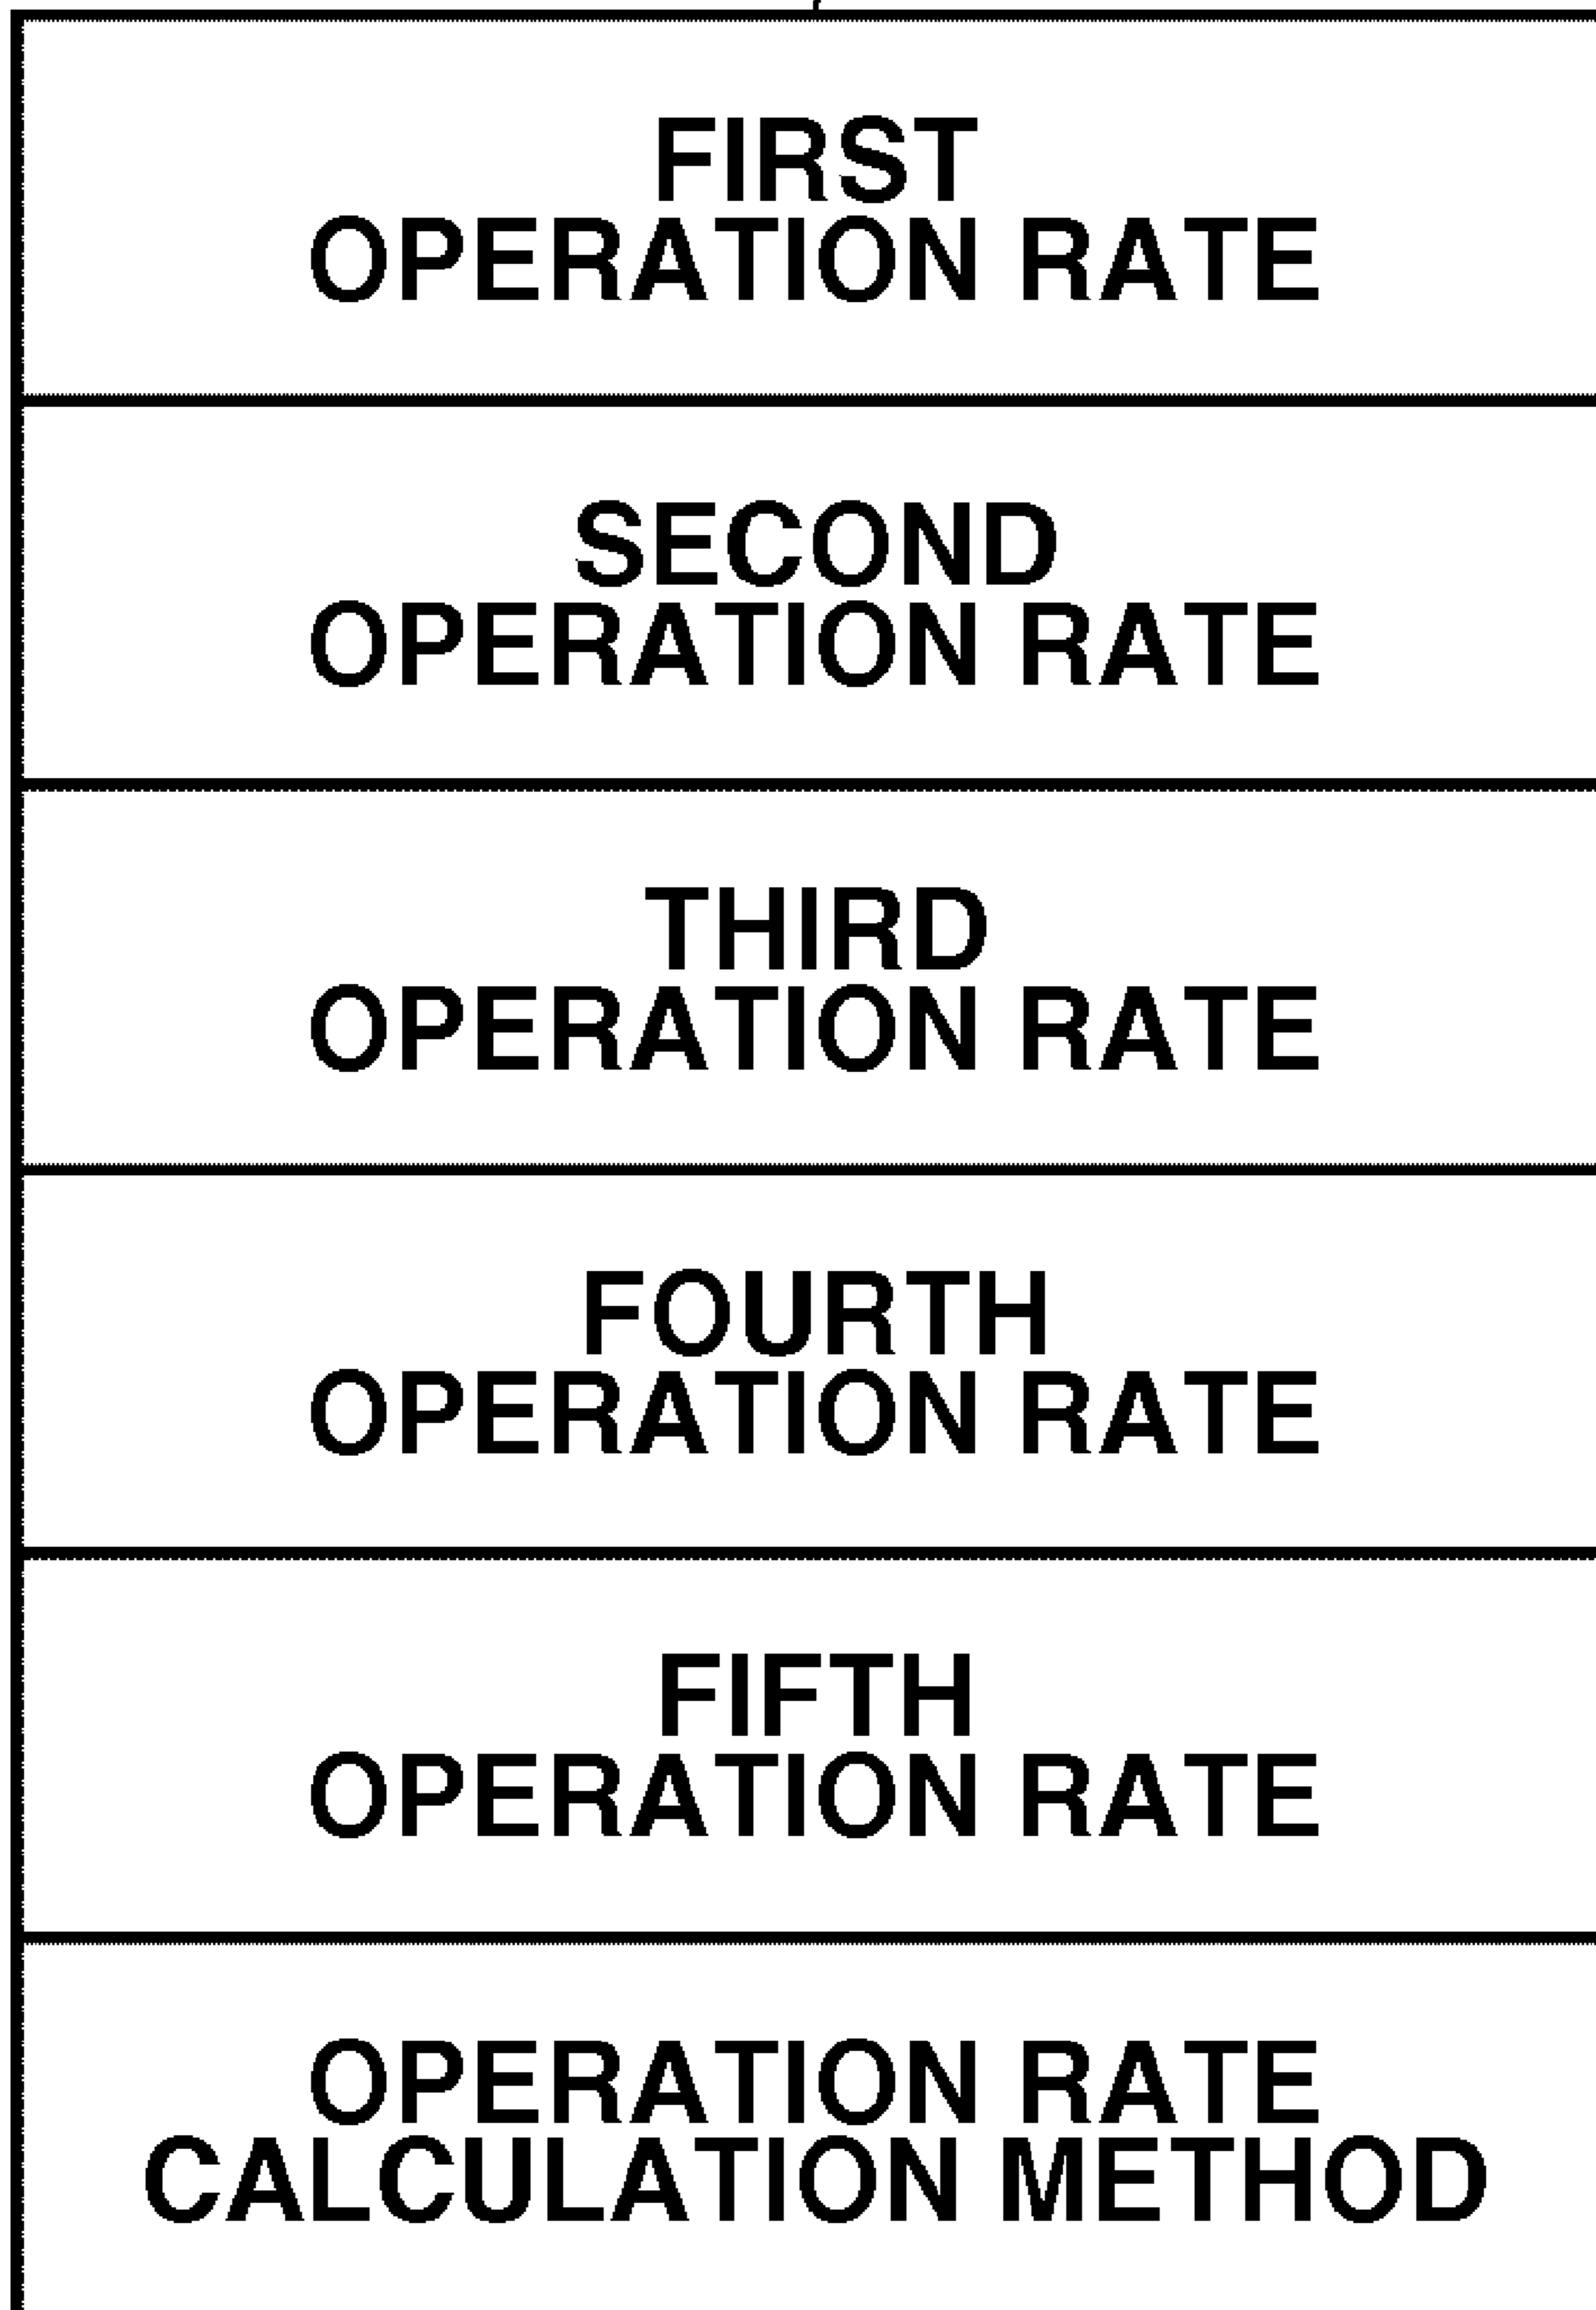 FIRST
OPERATION RATE
SECOND
OPERATION RATE
THIRD
OPERATION RATE
FOURTH
OPERATION RATE
FIFTH
OPERATION RATE
OPERATION RATE
CALCULATION METHOD